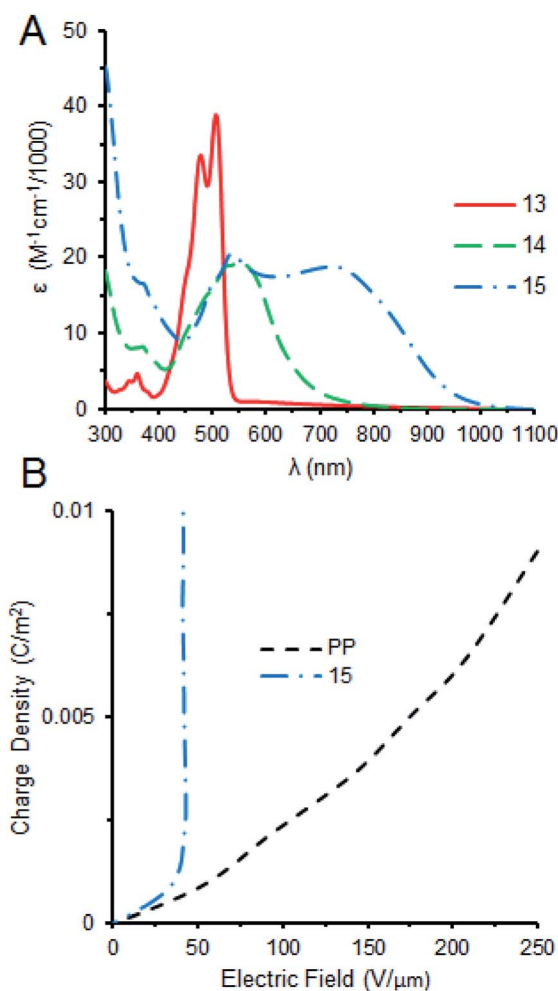 A
50
40
30
20
10
0
ε (M⁻¹cm⁻¹/1000)
13
14
15
300 400 500 600 700 800 900 1000 1100
λ (nm)
B
0.01
0.005
0
Charge Density (C/m²)
PP
15
0 50 100 150 200 250
Electric Field (V/μm)